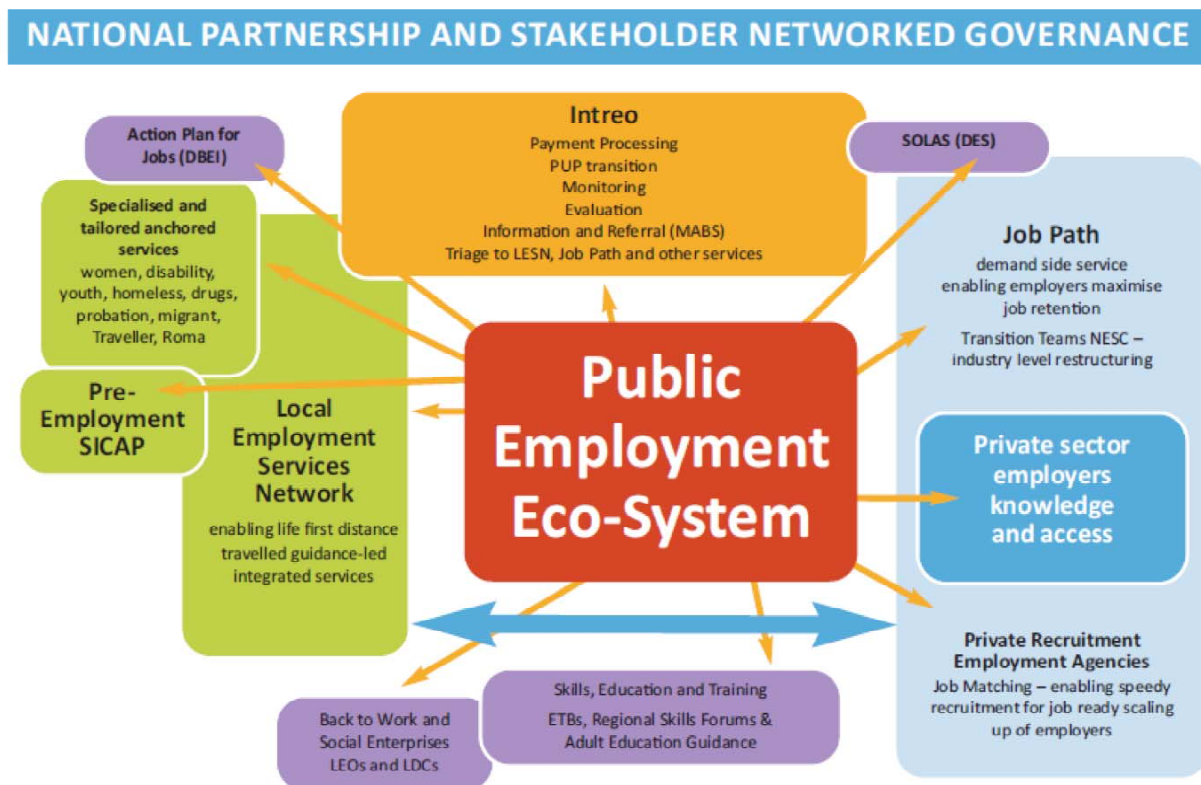 NATIONAL PARTNERSHIP AND STAKEHOLDER NETWORKED GOVERNANCE
Action Plan for
Jobs (DBEI)
Intreo
Payment Processing
PUP transition
Monitoring
Evaluation
Information and Referral (MABS)
Triage to LESN, Job Path and other services
SOLAS (DES)
Specialised and
tailored anchored
services
women, disability,
youth, homeless, drugs,
probation, migrant,
Traveller, Roma
Pre-
Employment
SICAP
Local
Employment
Services
Network
enabling life first distance
travelled guidance-led
integrated services
Public
Employment
Eco-System
Job Path
demand side service
enabling employers maximise
job retention
Transition Teams NESC –
industry level restructuring
Private sector
employers
knowledge
and access
Private Recruitment
Employment Agencies
Job Matching – enabling speedy
recruitment for job ready scaling
up of employers
Back to Work and
Social Enterprises
LEOs and LDCs
Skills, Education and Training
ETBs, Regional Skills Forums &
Adult Education Guidance